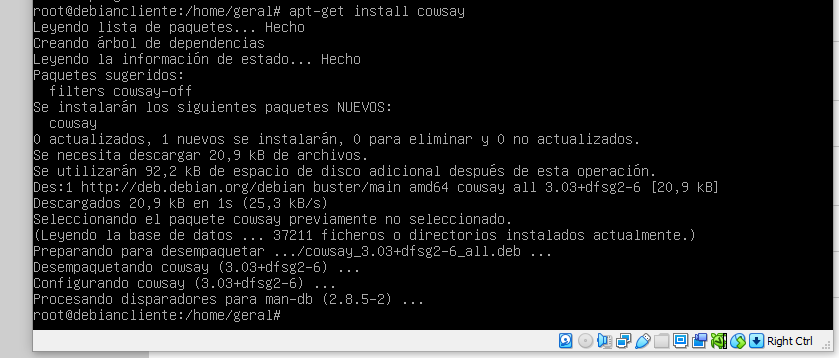 root@debiancliente:/home/geral# apt-get install cowsay
Leyendo lista de paquetes... Hecho
Creando árbol de dependencias
Leyendo la información de estado... Hecho
Paquetes sugeridos:
  filters cowsay-off
Se instalarán los siguientes paquetes NUEVOS:
  cowsay
0 actualizados, 1 nuevos se instalarán, 0 para eliminar y 0 no actualizados.
Se necesita descargar 20,9 kB de archivos.
Se utilizarán 92,2 kB de espacio de disco adicional después de esta operación.
Des:1 http://deb.debian.org/debian buster/main amd64 cowsay all 3.03+dfsg2-6 [20,9 kB]
Descargados 20,9 kB en 1s (25,3 kB/s)
Seleccionando el paquete cowsay previamente no seleccionado.
(Leyendo la base de datos ... 37211 ficheros o directorios instalados actualmente.)
Preparando para desempaquetar .../cowsay_3.03+dfsg2-6_all.deb ...
Desempaquetando cowsay (3.03+dfsg2-6) ...
Configurando cowsay (3.03+dfsg2-6) ...
Procesando disparadores para man-db (2.8.5-2) ...
root@debiancliente:/home/geral#
Right Ctrl